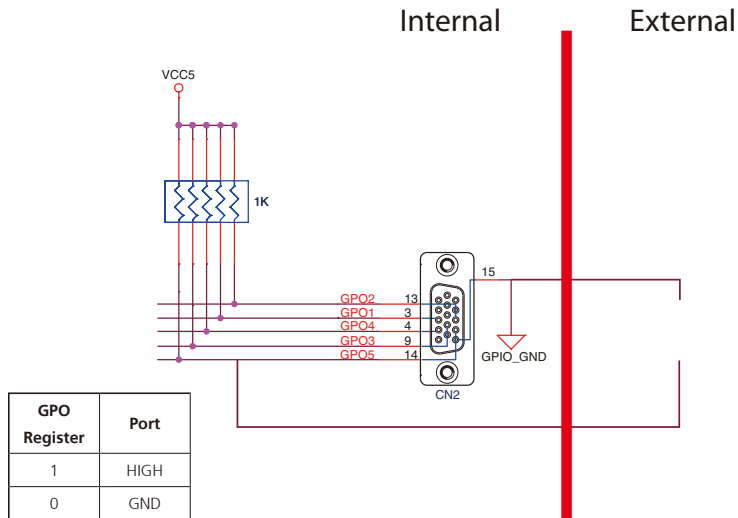 Internal External
VCC5
1K
15
GPO2 13
GPO1 3
GPO4 4
GPO3 9
GPO5 14
GPIO_GND
CN2
GPO Register Port
1 HIGH
0 GND